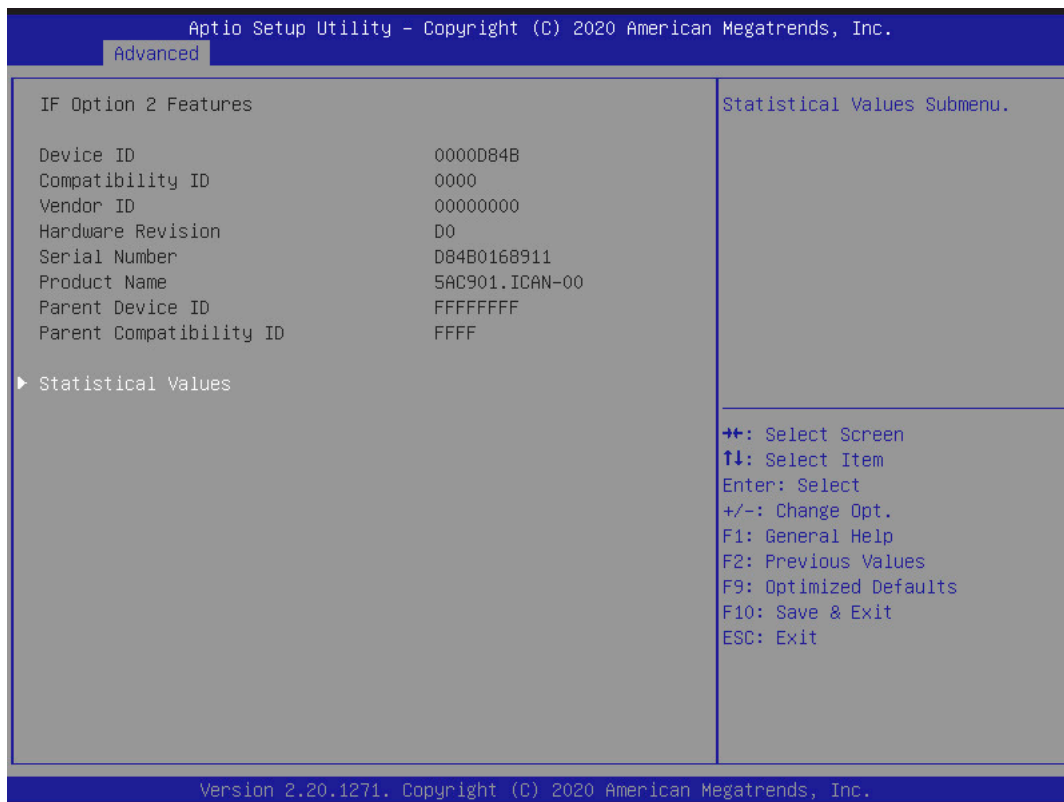 Aptio Setup Utility – Copyright (C) 2020 American Megatrends, Inc.
Advanced
IF Option 2 Features
Device ID 0000D84B
Compatibility ID 0000
Vendor ID 00000000
Hardware Revision D0
Serial Number D84B0168911
Product Name 5AC901.ICAN-00
Parent Device ID FFFFFFFF
Parent Compatibility ID FFFF
▶ Statistical Values
Statistical Values Submenu.
→←: Select Screen
↑↓: Select Item
Enter: Select
+/-: Change Opt.
F1: General Help
F2: Previous Values
F9: Optimized Defaults
F10: Save & Exit
ESC: Exit
Version 2.20.1271. Copyright (C) 2020 American Megatrends, Inc.